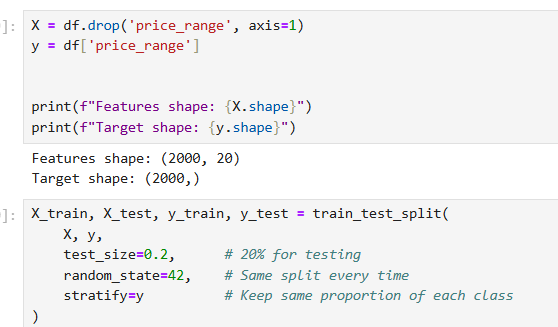 ]:
X = df.drop('price_range', axis=1)
y = df['price_range']
print(f"Features shape: {X.shape}")
print(f"Target shape: {y.shape}")
Features shape: (2000, 20)
Target shape: (2000,)
]:
X_train, X_test, y_train, y_test = train_test_split(
    X, y,
    test_size=0.2,      # 20% for testing
    random_state=42,    # Same split every time
    stratify=y          # Keep same proportion of each class
)